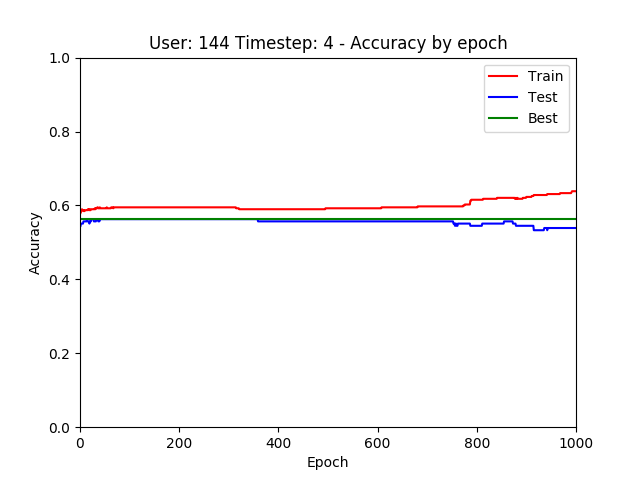 User: 144 Timestep: 4 - Accuracy by epoch
Train
Test
Best
1.0
0.8
0.6
0.4
0.2
0.0
Accuracy
0 200 400 600 800 1000
Epoch